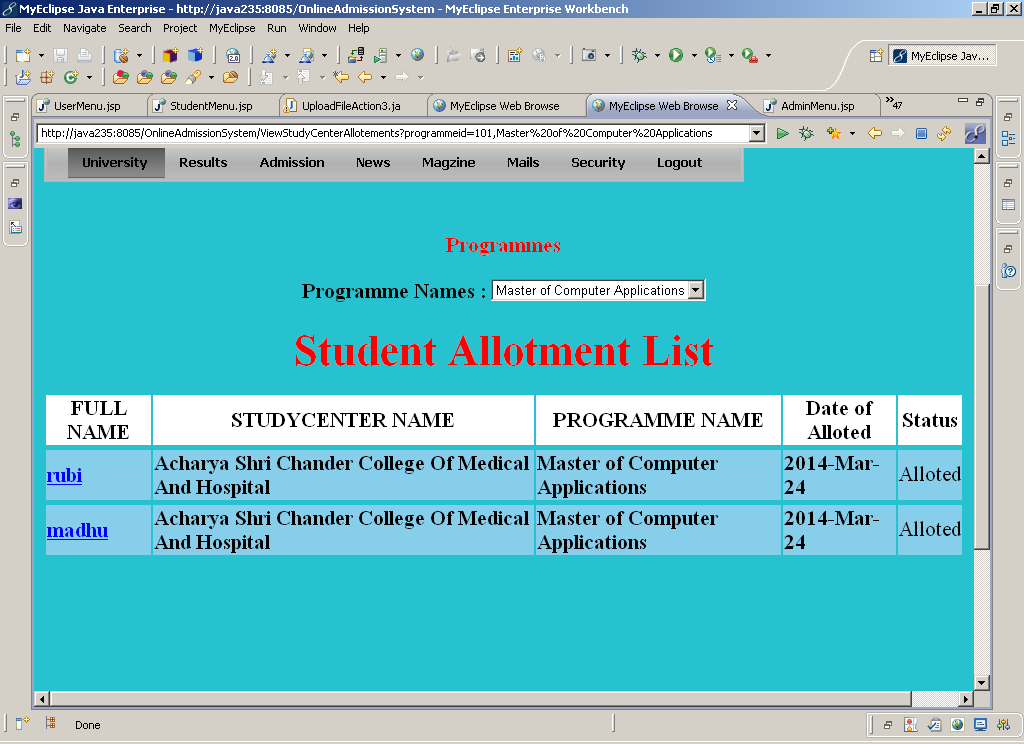 MyEclipse Java Enterprise - http://java235:8085/OnlineAdmissionSystem - MyEclipse Enterprise Workbench
File Edit Navigate Search Project MyEclipse Run Window Help
MyEclipse Jav...
UserMenu.jsp StudentMenu.jsp UploadFileAction3.ja MyEclipse Web Browse MyEclipse Web Browse AdminMenu.jsp »47
http://java235:8085/OnlineAdmissionSystem/ViewStudyCenterAllotements?programmeid=101,Master%20of%20Computer%20Applications
University Results Admission News Magzine Mails Security Logout
Programmes
Programme Names : Master of Computer Applications
Student Allotment List
FULL NAME STUDYCENTER NAME PROGRAMME NAME Date of Alloted Status
rubi Acharya Shri Chander College Of Medical And Hospital Master of Computer Applications 2014-Mar-24 Alloted
madhu Acharya Shri Chander College Of Medical And Hospital Master of Computer Applications 2014-Mar-24 Alloted
Done